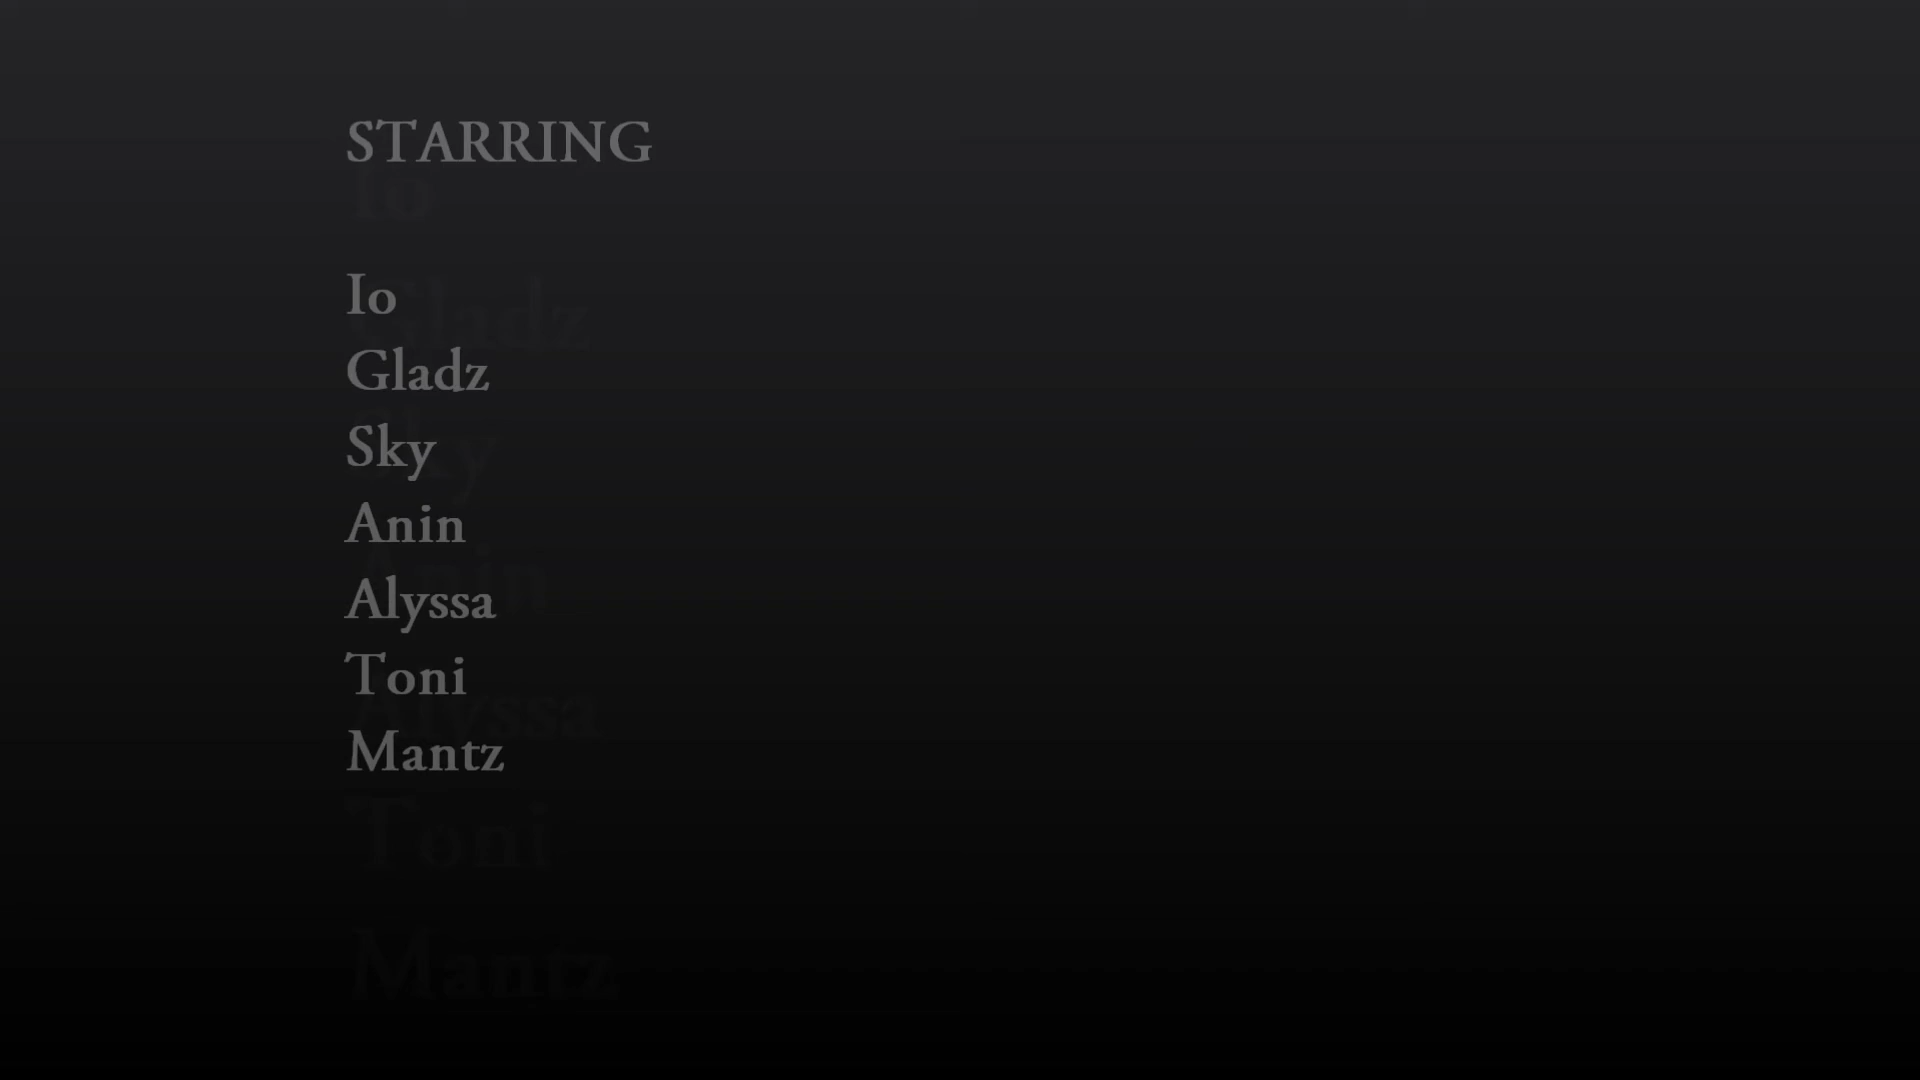 STARRING
Io
Gladz
Sky
Anin
Alyssa
Toni
Mantz